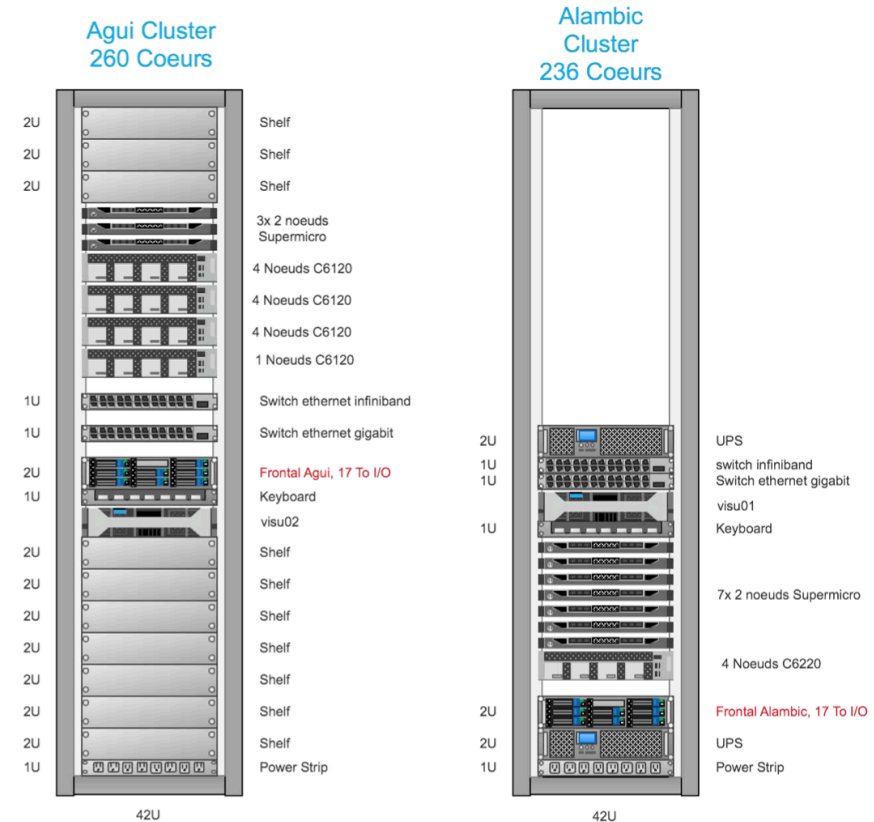 Agui Cluster
260 Coeurs
2U Shelf
2U Shelf
2U Shelf
3x 2 noeuds
Supermicro
4 Noeuds C6120
4 Noeuds C6120
4 Noeuds C6120
1 Noeuds C6120
1U Switch ethernet infiniband
1U Switch ethernet gigabit
2U Frontal Agui, 17 To I/O
1U Keyboard
visu02
2U Shelf
2U Shelf
2U Shelf
2U Shelf
2U Shelf
2U Shelf
2U Shelf
1U Power Strip
42U
Alambic
Cluster
236 Coeurs
2U UPS
1U switch infiniband
1U Switch ethernet gigabit
visu01
1U Keyboard
7x 2 noeuds Supermicro
4 Noeuds C6220
2U Frontal Alambic, 17 To I/O
2U UPS
1U Power Strip
42U